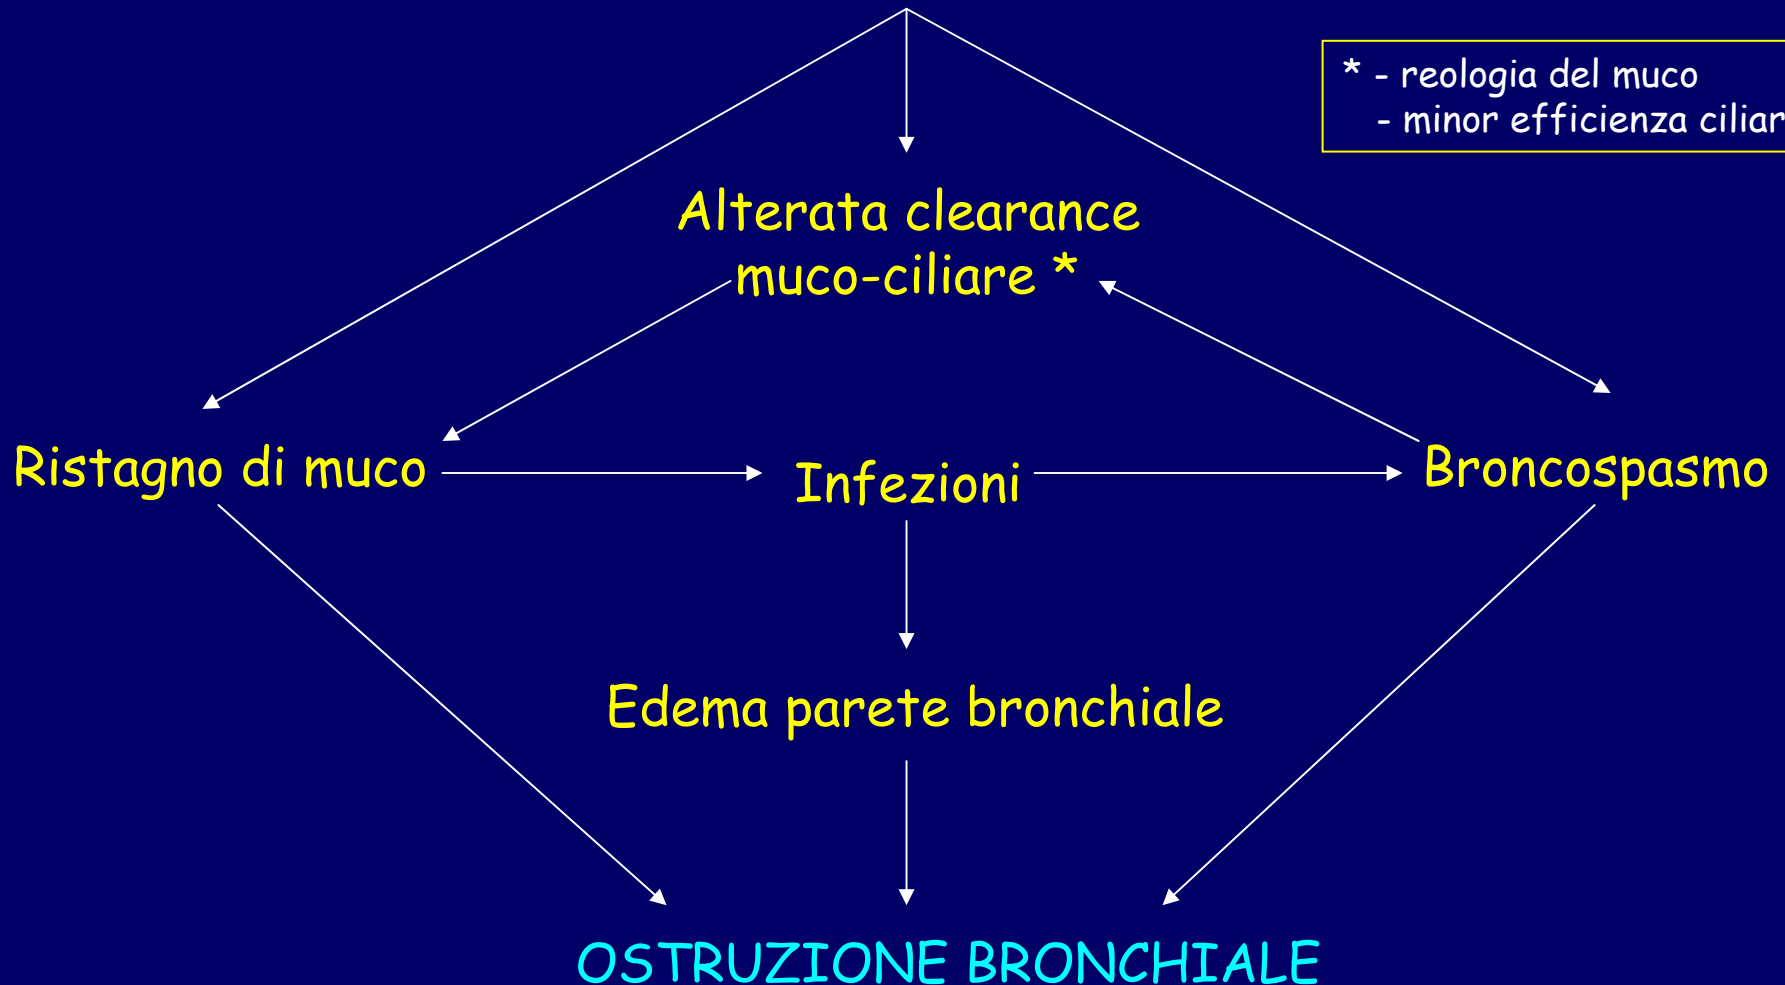 * - reologia del muco
- minor efficienza ciliar
Alterata clearance
muco-ciliare *
Ristagno di muco
Infezioni
Broncospasmo
Edema parete bronchiale
OSTRUZIONE BRONCHIALE